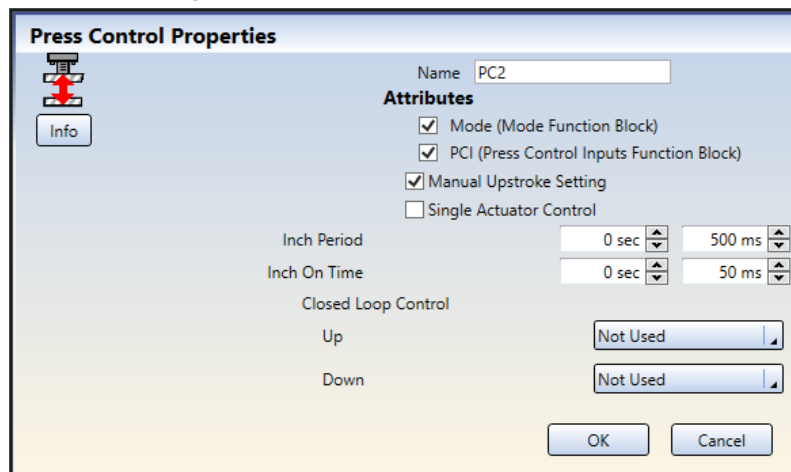 Press Control Properties
Name PC2
Attributes
Info
Mode (Mode Function Block)
PCI (Press Control Inputs Function Block)
Manual Upstroke Setting
Single Actuator Control
Inch Period 0 sec 500 ms
Inch On Time 0 sec 50 ms
Closed Loop Control
Up Not Used
Down Not Used
OK Cancel